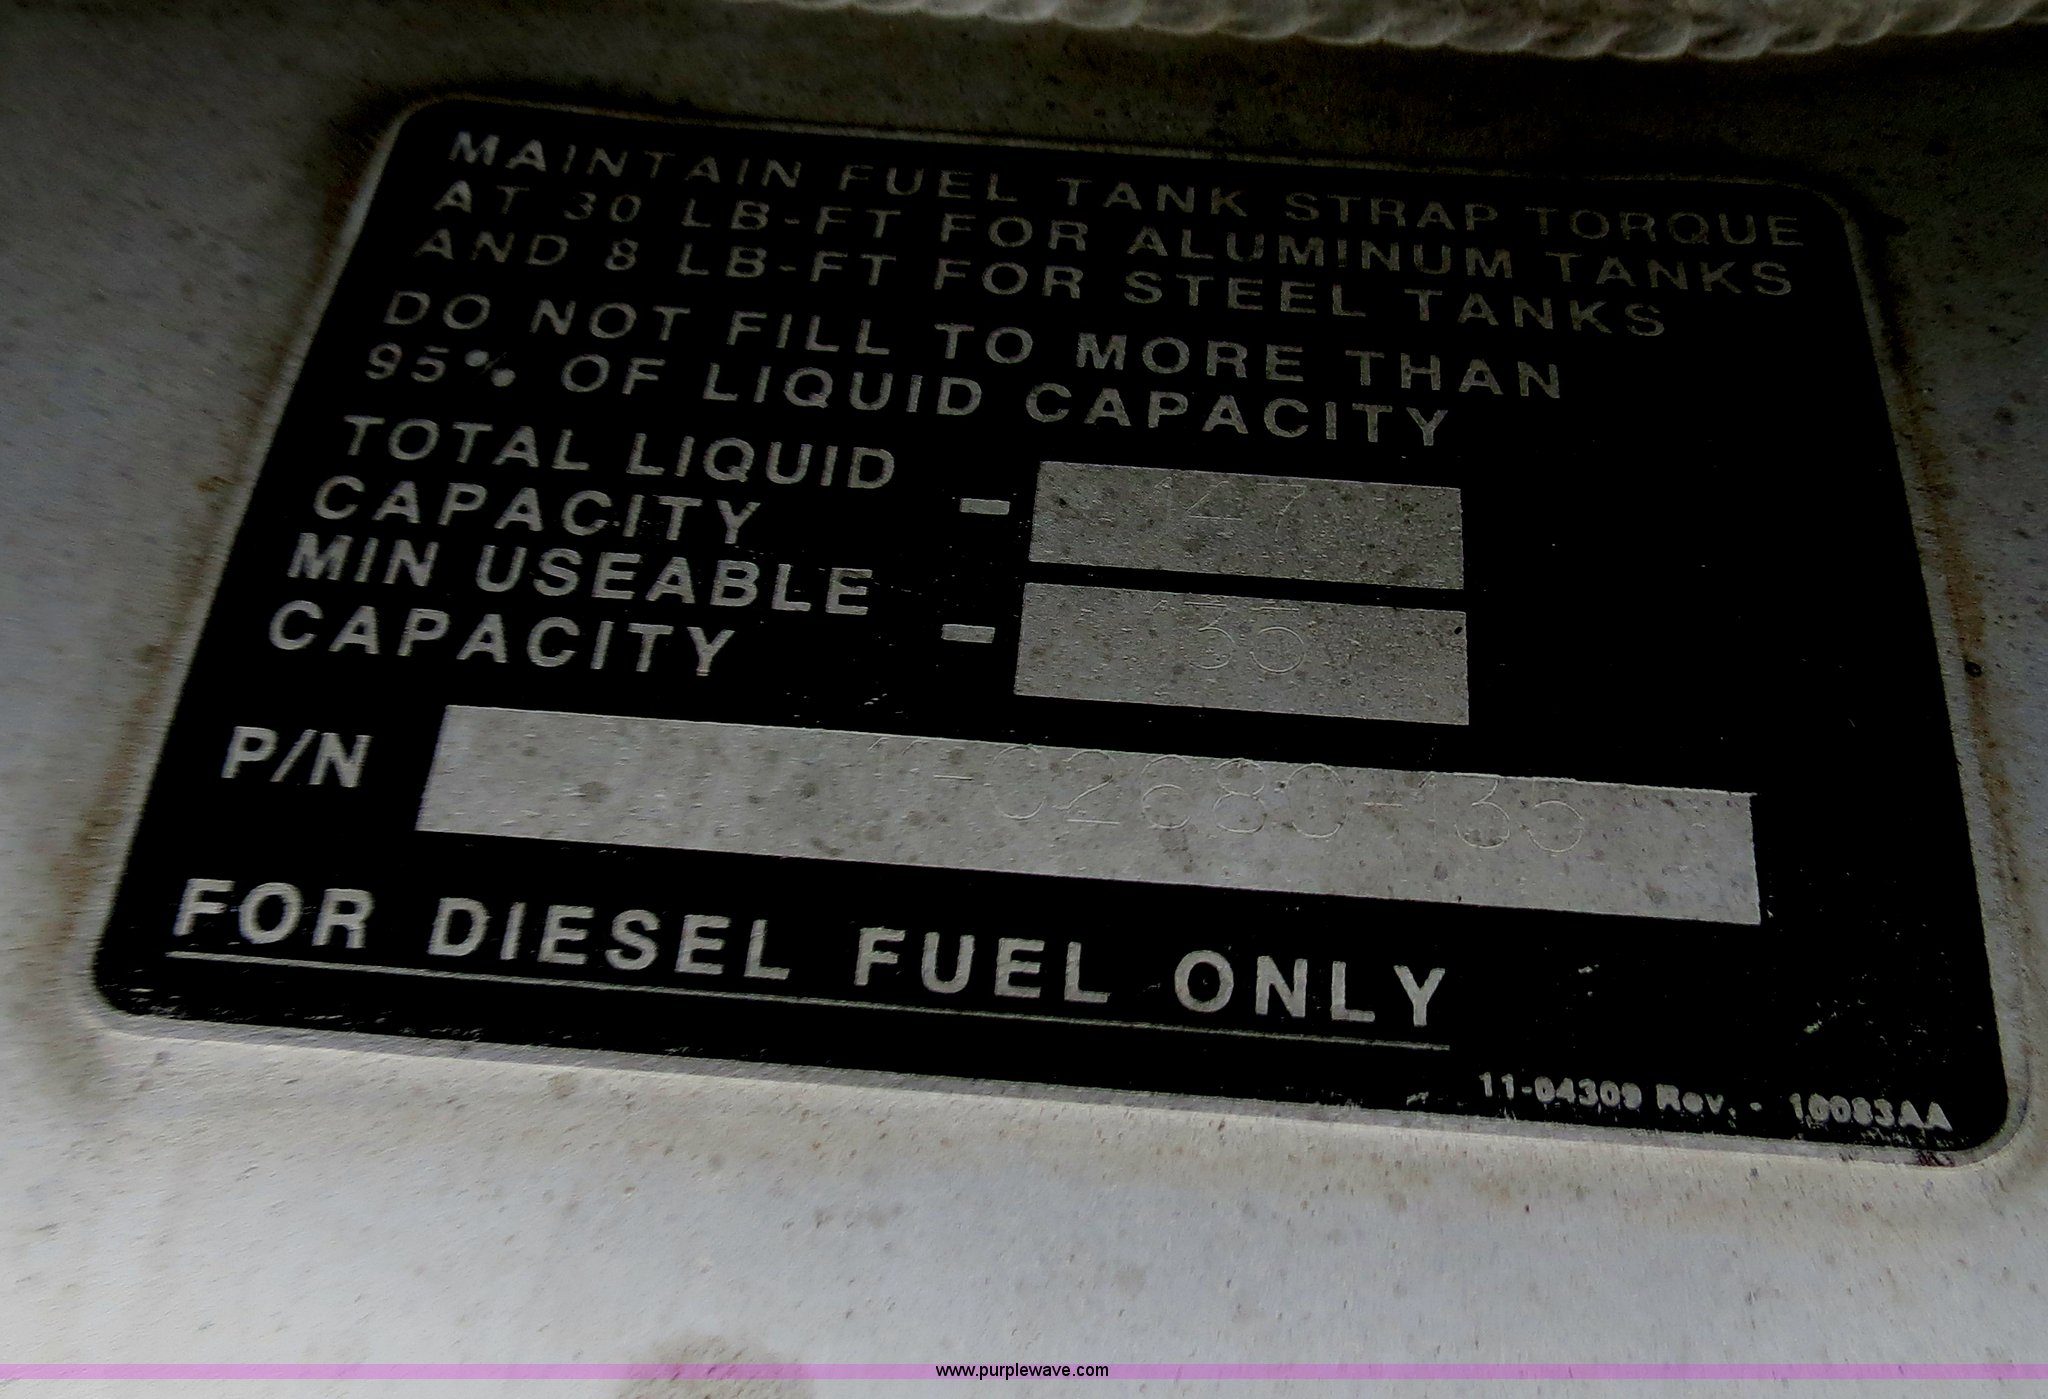 MAINTAIN FUEL TANK STRAP TORQUE
AT 30 LB-FT FOR ALUMINUM TANKS
AND 8 LB-FT FOR STEEL TANKS
DO NOT FILL TO MORE THAN
95% OF LIQUID CAPACITY
TOTAL LIQUID
CAPACITY - 147
MIN USEABLE
CAPACITY -
P/N
FOR DIESEL FUEL ONLY
11-04309 Rev. - 10083AA
www.purplewave.com